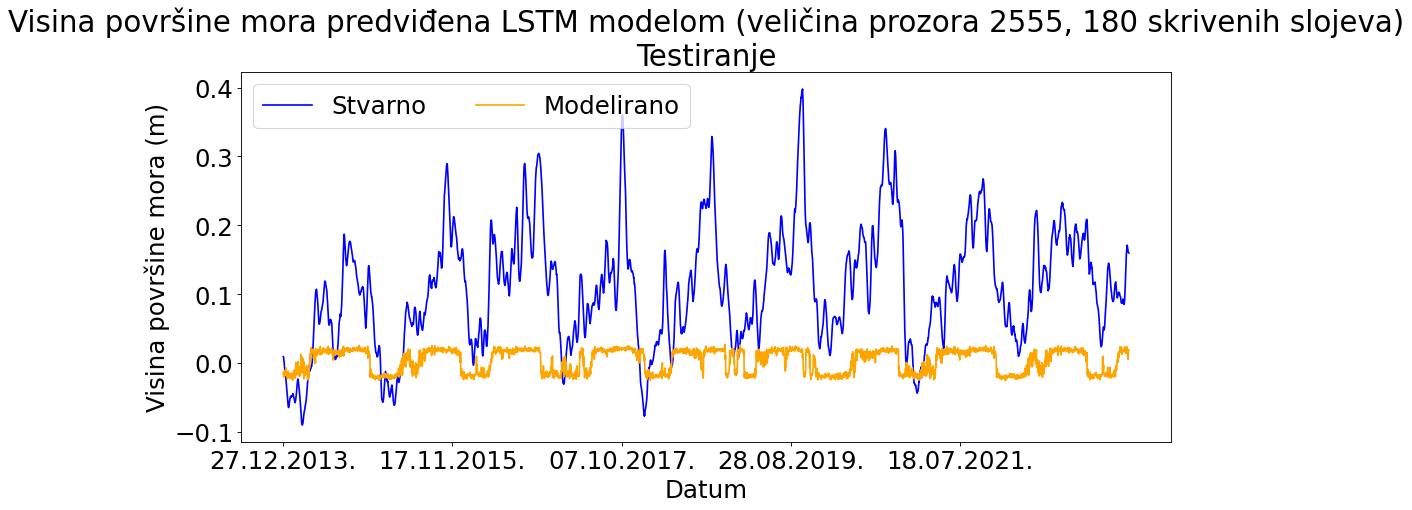 Visina površine mora predviđena LSTM modelom (veličina prozora 2555, 180 skrivenih slojeva)
Testiranje
Stvarno Modelirano
Visina površine mora (m)
0.4
0.3
0.2
0.1
0.0
−0.1
27.12.2013. 17.11.2015. 07.10.2017. 28.08.2019. 18.07.2021.
Datum